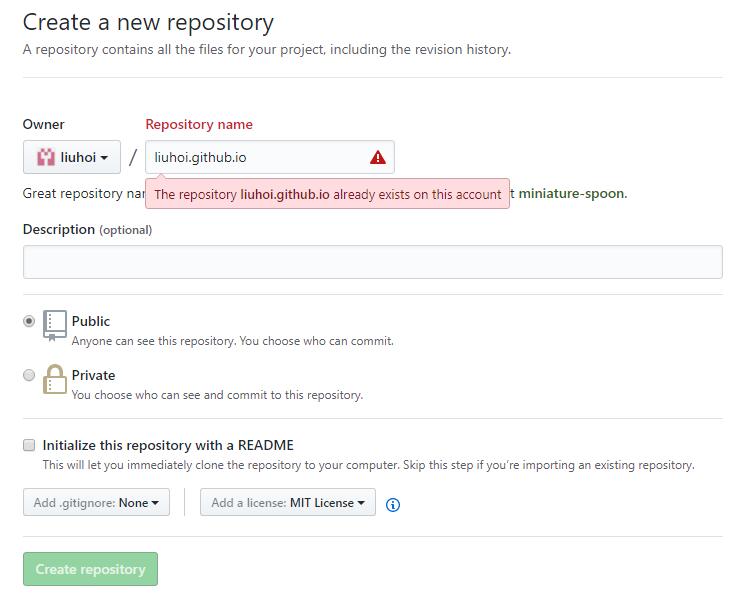 Create a new repository
A repository contains all the files for your project, including the revision history.
Owner Repository name
liuhoi / liuhoi.github.io
Great repository nar The repository liuhoi.github.io already exists on this account t miniature-spoon.
Description (optional)
Public
Anyone can see this repository. You choose who can commit.
Private
You choose who can see and commit to this repository.
Initialize this repository with a README
This will let you immediately clone the repository to your computer. Skip this step if you’re importing an existing repository.
Add .gitignore: None Add a license: MIT License
Create repository